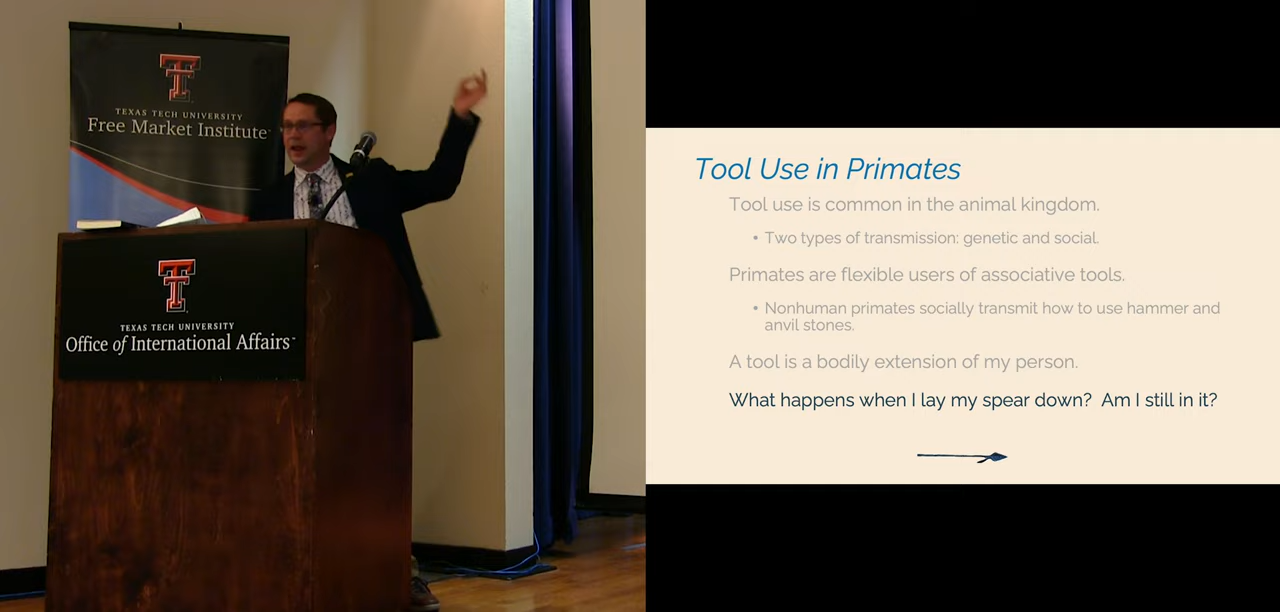 TEXAS TECH UNIVERSITY
Free Market Institute
TEXAS TECH UNIVERSITY
Office of International Affairs
Tool Use in Primates
Tool use is common in the animal kingdom.
• Two types of transmission: genetic and social.
Primates are flexible users of associative tools.
• Nonhuman primates socially transmit how to use hammer and
anvil stones.
A tool is a bodily extension of my person.
What happens when I lay my spear down? Am I still in it?